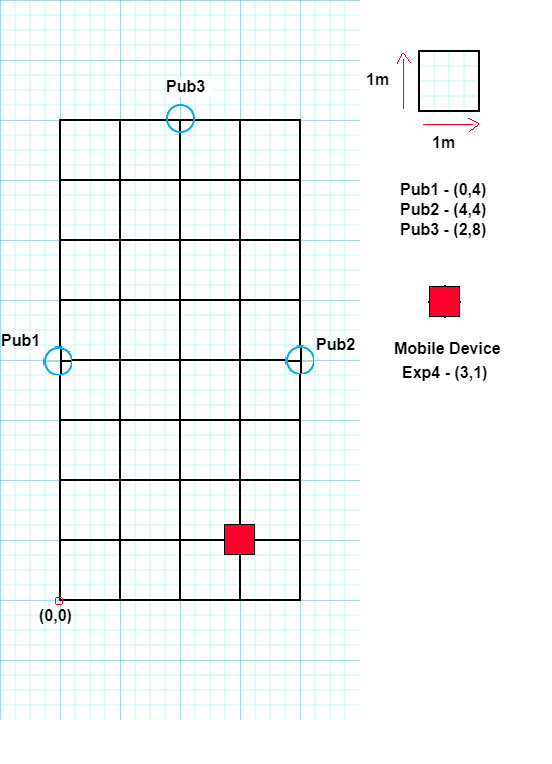 Pub3
1m
1m
Pub1 - (0,4)
Pub2 - (4,4)
Pub3 - (2,8)
Pub1
Pub2
Mobile Device
Exp4 - (3,1)
(0,0)